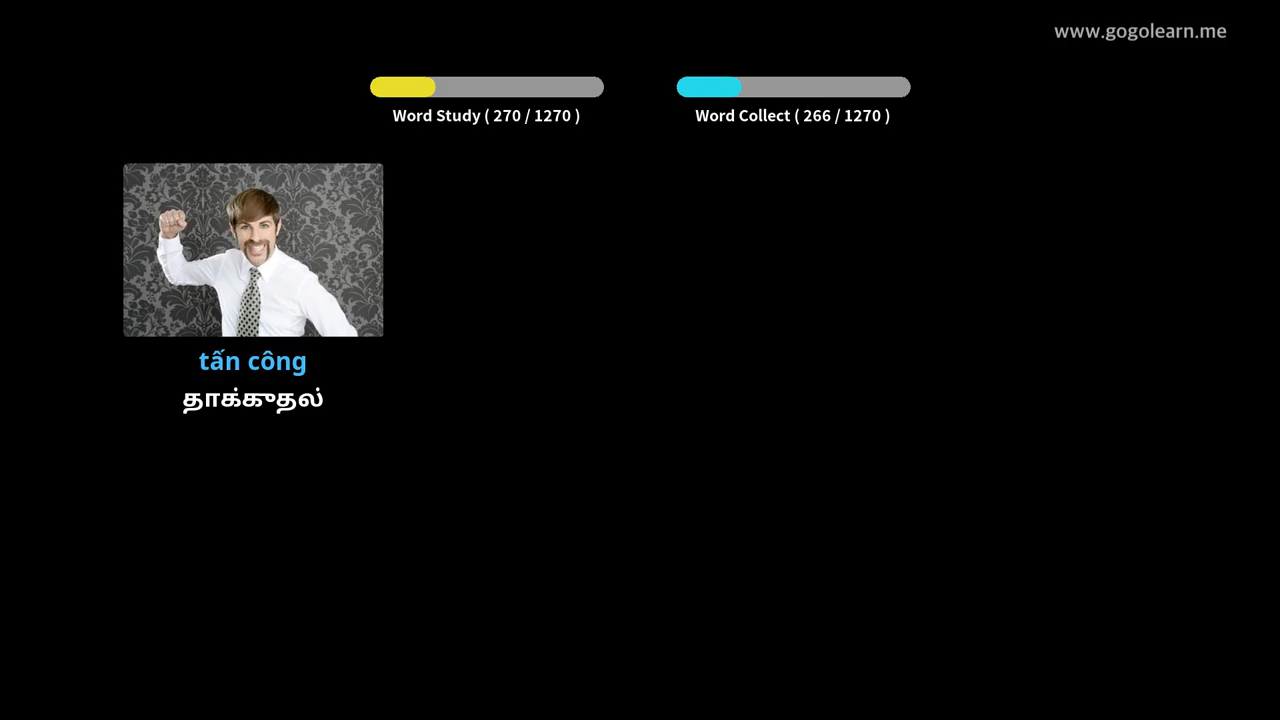 www.gogolearn.me
Word Study ( 270 / 1270 )
Word Collect ( 266 / 1270 )
tấn công
தாக்குதல்